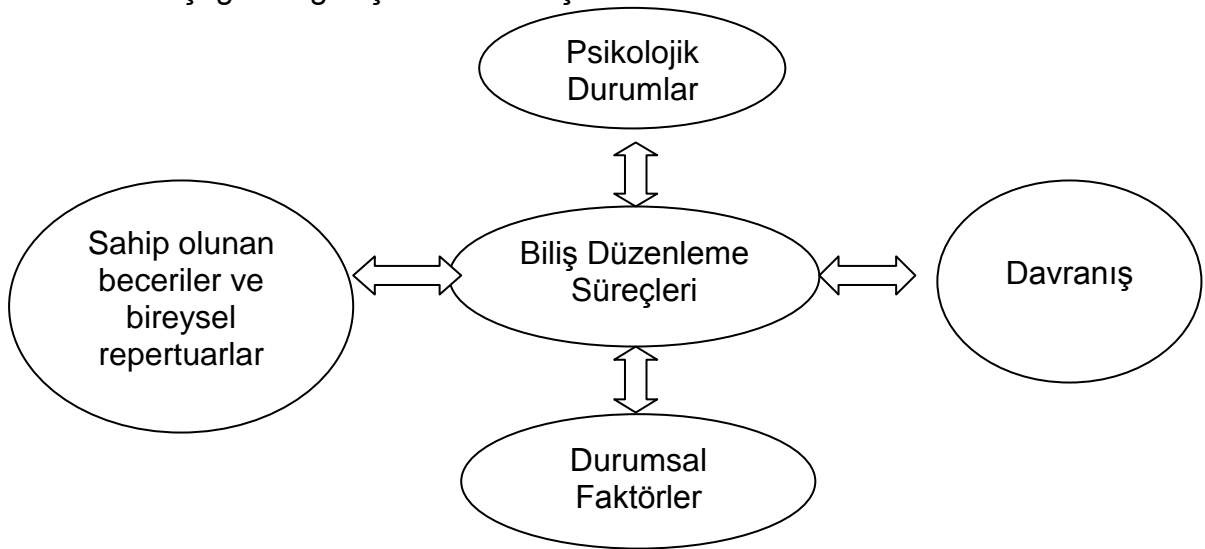 Psikolojik
Durumlar
Sahip olunan
beceriler ve
bireysel
repertuarlar
Biliş Düzenleme
Süreçleri
Davranış
Durumsal
Faktörler